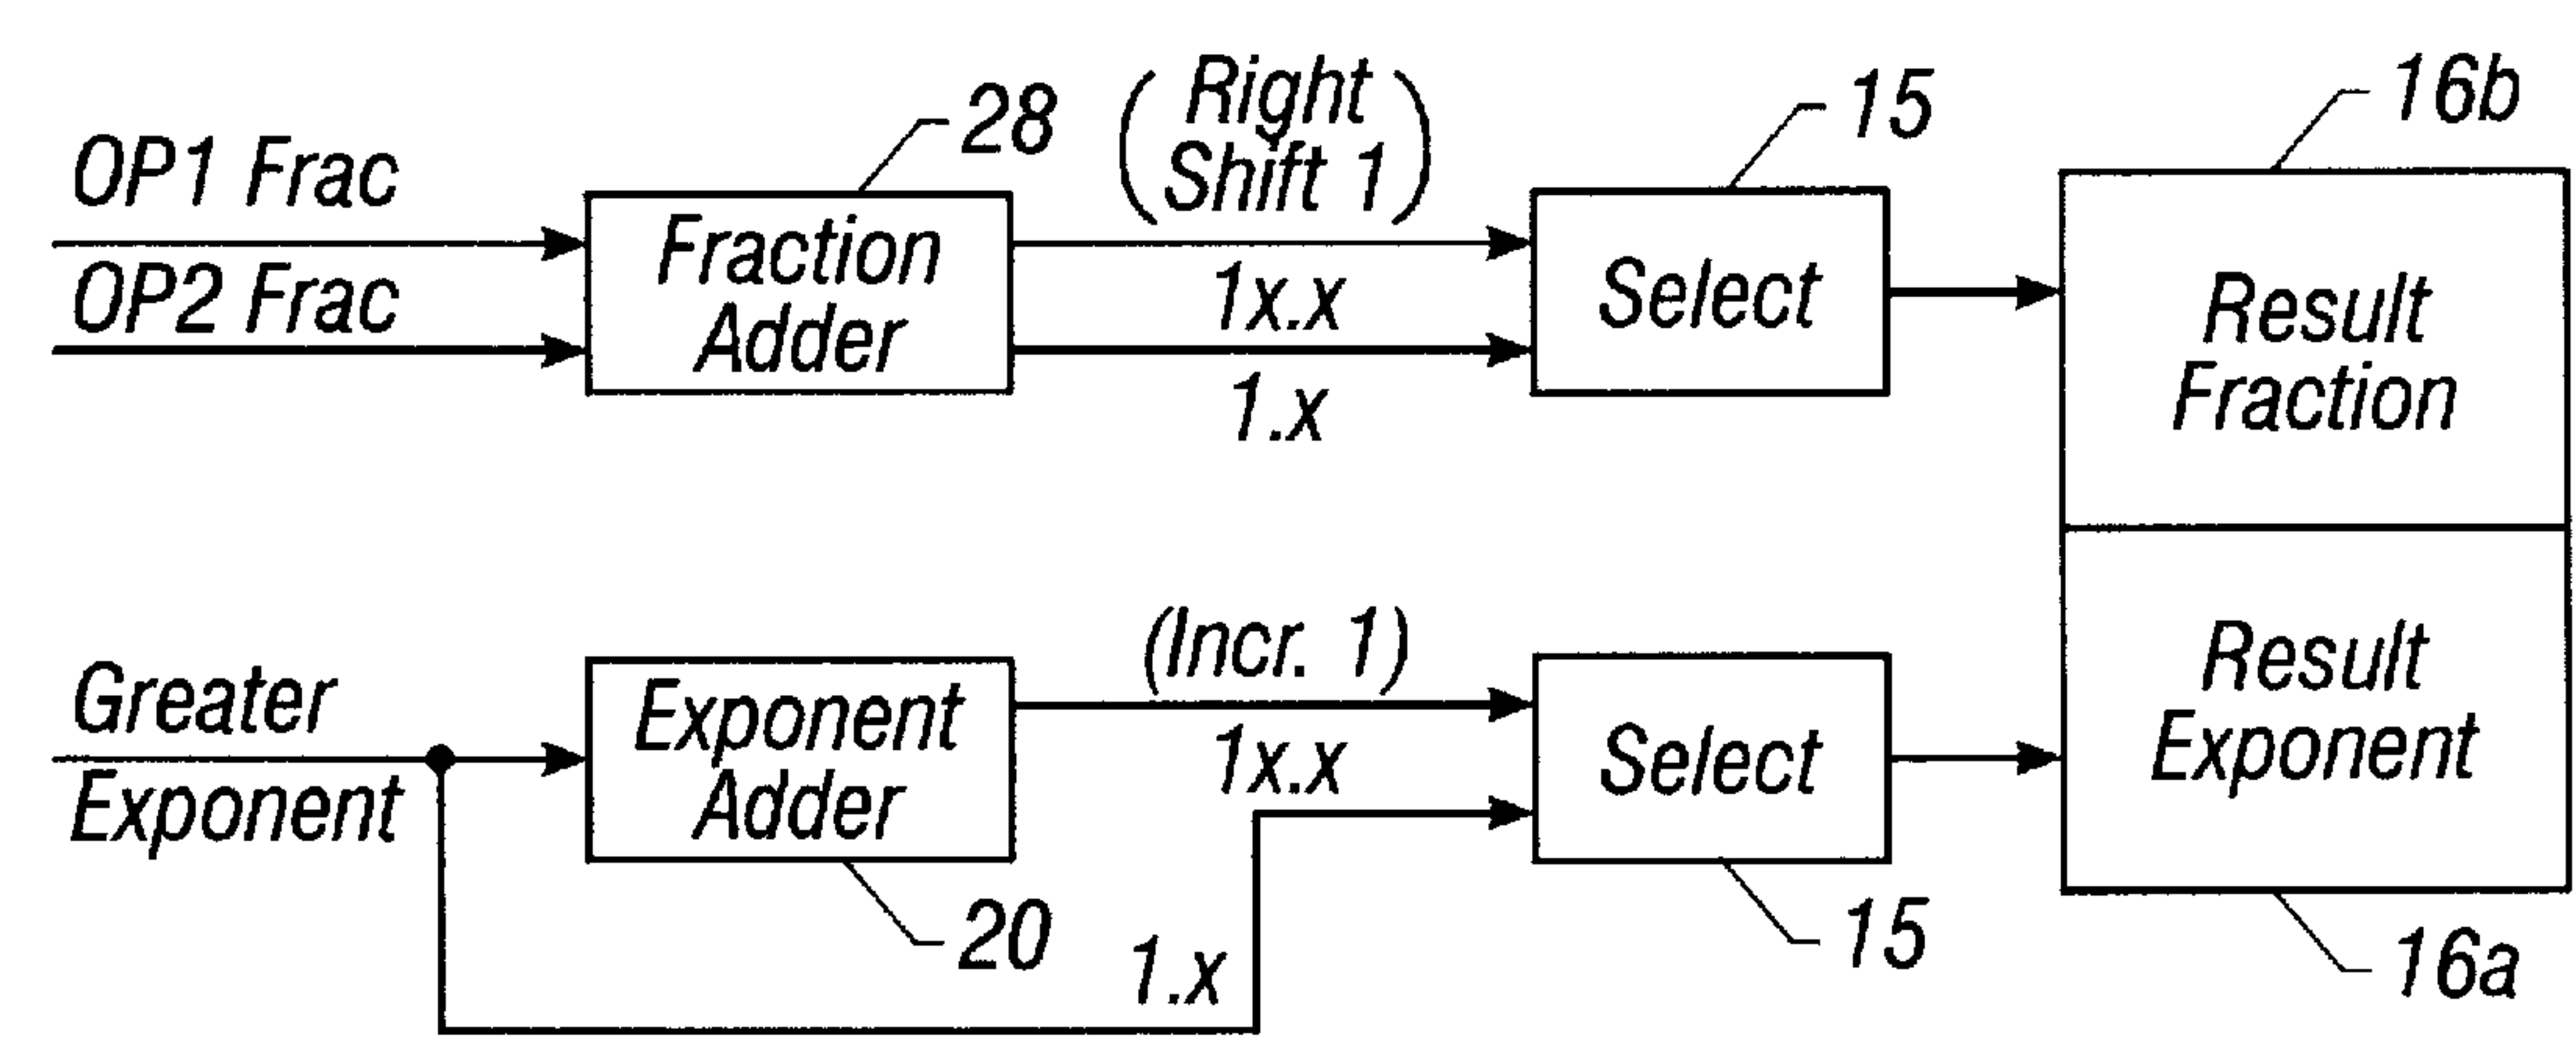 OP1 Frac
OP2 Frac
28
Fraction
Adder
(Right
Shift 1)
1x.x
1.x
15
Select
16b
Result
Fraction
Greater
Exponent
Exponent
Adder
20
(Incr. 1)
1x.x
1.x
Select
15
Result
Exponent
16a